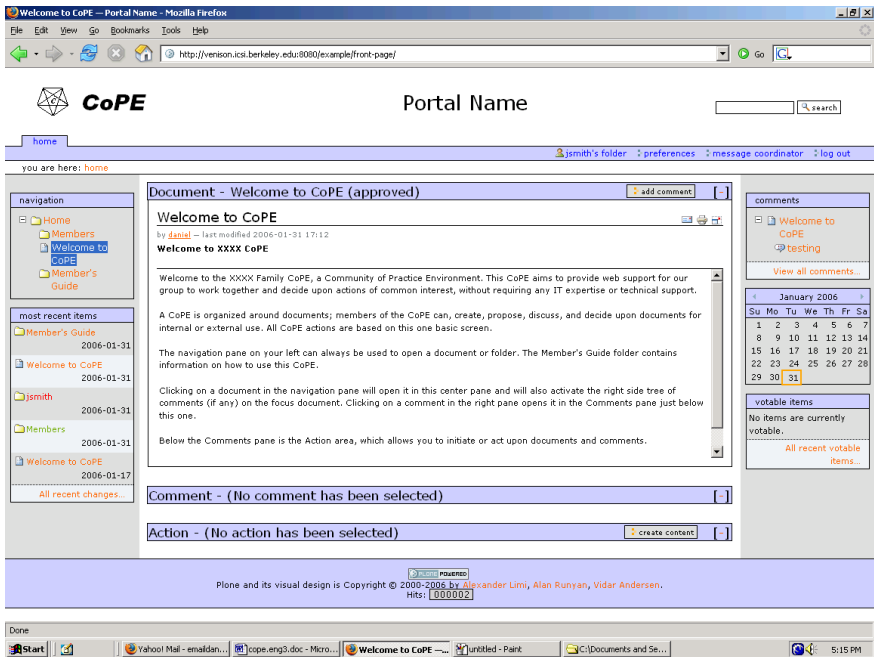 Welcome to CoPE — Portal Name - Mozilla Firefox
File Edit View Go Bookmarks Tools Help
http://venison.icsi.berkeley.edu:8080/example/front-page/
Go
CoPE
Portal Name
search
home
jsmith's folder preferences message coordinator log out
you are here: home
navigation
Home
Members
Welcome to
CoPE
Member's
Guide
most recent items
Member's Guide
2006-01-31
Welcome to CoPE
2006-01-31
jsmith
2006-01-31
Members
2006-01-31
Welcome to CoPE
2006-01-17
All recent changes...
Document - Welcome to CoPE (approved)
add comment [-]
Welcome to CoPE
by daniel — last modified 2006-01-31 17:12
Welcome to XXXX CoPE
Welcome to the XXXX Family CoPE, a Community of Practice Environment. This CoPE aims to provide web support for our
group to work together and decide upon actions of common interest, without requiring any IT expertise or technical support.
A CoPE is organized around documents; members of the CoPE can, create, propose, discuss, and decide upon documents for
internal or external use. All CoPE actions are based on this one basic screen.
The navigation pane on your left can always be used to open a document or folder. The Member's Guide folder contains
information on how to use this CoPE.
Clicking on a document in the navigation pane will open it in this center pane and will also activate the right side tree of
comments (if any) on the focus document. Clicking on a comment in the right pane opens it in the Comments pane just below
this one.
Below the Comments pane is the Action area, which allows you to initiate or act upon documents and comments.
Comment - (No comment has been selected) [-]
Action - (No action has been selected)
create content [-]
comments
Welcome to
CoPE
testing
View all comments...
January 2006
Su Mo Tu We Th Fr Sa
1 2 3 4 5 6 7
8 9 10 11 12 13 14
15 16 17 18 19 20 21
22 23 24 25 26 27 28
29 30 31
votable items
No items are currently
votable.
All recent votable
items...
PLONE POWERED
Plone and its visual design is Copyright © 2000-2006 by Alexander Limi, Alan Runyan, Vidar Andersen.
Hits: 000002
Done
Start
Yahoo! Mail - emaildan...
cope.eng3.doc - Micro...
Welcome to CoPE —...
untitled - Paint
C:\Documents and Se...
5:15 PM